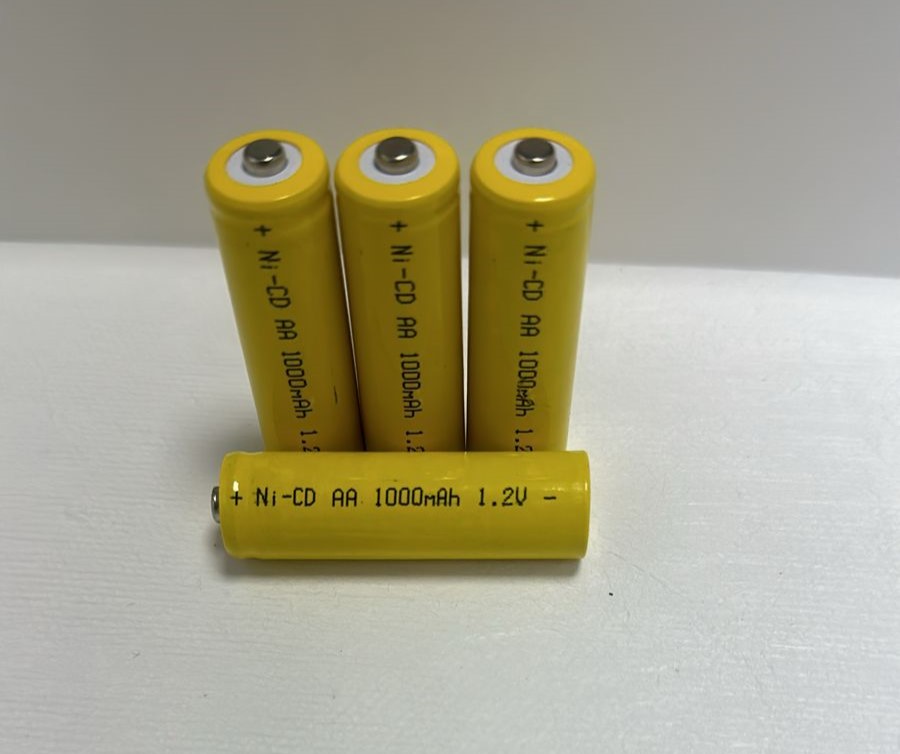 + Ni-CD AA 1000mAh 1.2
+ Ni-CD AA 1000mAh 1.2
+ Ni-CD AA 1000mAh 1.2
+ Ni-CD AA 1000mAh 1.2V -